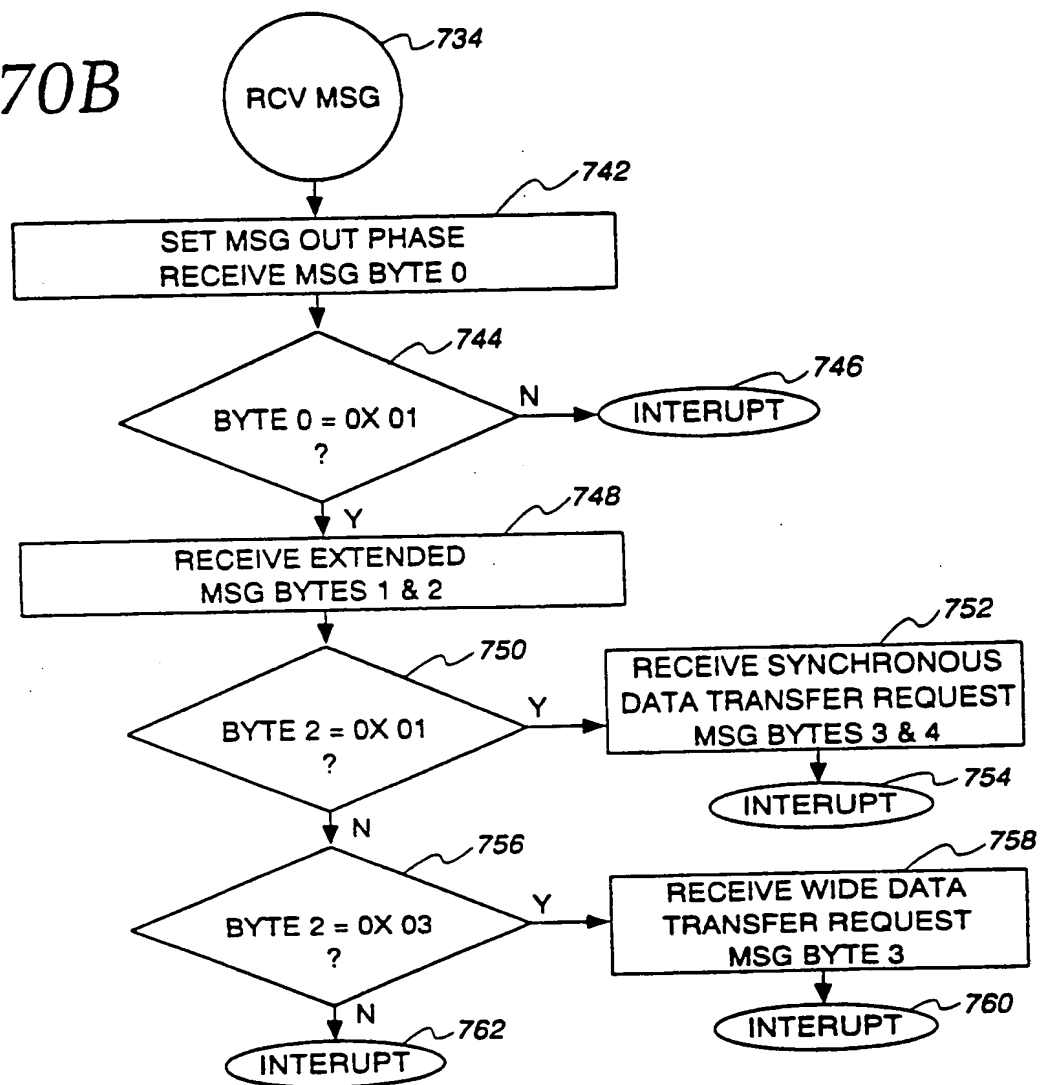 70B
734
RCV MSG
742
SET MSG OUT PHASE
RECEIVE MSG BYTE 0
744
BYTE 0 = 0X 01
?
N
746
INTERUPT
Y
748
RECEIVE EXTENDED
MSG BYTES 1 & 2
750
BYTE 2 = 0X 01
?
Y
752
RECEIVE SYNCHRONOUS
DATA TRANSFER REQUEST
MSG BYTES 3 & 4
754
INTERUPT
N
756
BYTE 2 = 0X 03
?
Y
758
RECEIVE WIDE DATA
TRANSFER REQUEST
MSG BYTE 3
760
INTERUPT
N
762
INTERUPT